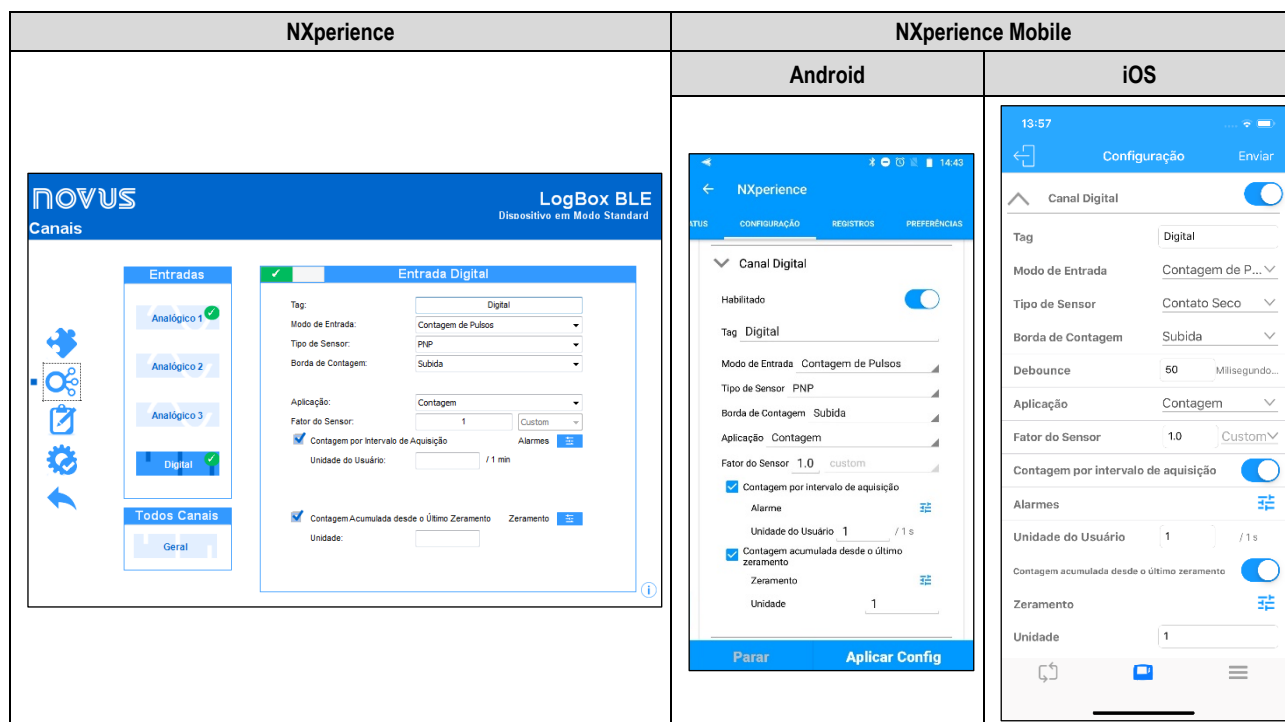 NXperience
NXperience Mobile
Android
iOS
novus
LogBox BLE
Dispositivo em Modo Standard
Canais
Entradas
Analógico 1
Analógico 2
Analógico 3
Digital
Todos Canais
Geral
Entrada Digital
Tag: Digital
Modo de Entrada: Contagem de Pulsos
Tipo de Sensor: PNP
Borda de Contagem: Subida
Aplicação: Contagem
Fator do Sensor: 1 Custom
Contagem por Intervalo de Aquisição Alarmes
Unidade do Usuário: / 1 min
Contagem Acumulada desde o Último Zeramento Zeramento
Unidade:
14:43
NXperience
ATUS CONFIGURAÇÃO REGISTROS PREFERÊNCIAS
Canal Digital
Habilitado
Tag Digital
Modo de Entrada Contagem de Pulsos
Tipo de Sensor PNP
Borda de Contagem Subida
Aplicação Contagem
Fator do Sensor 1.0 custom
Contagem por intervalo de aquisição
Alarme
Unidade do Usuário 1 / 1 s
Contagem acumulada desde o último
zeramento
Zeramento
Unidade 1
Parar Aplicar Config
13:57
Configuração Enviar
Canal Digital
Tag Digital
Modo de Entrada Contagem de P...
Tipo de Sensor Contato Seco
Borda de Contagem Subida
Debounce 50 Milisegundo...
Aplicação Contagem
Fator do Sensor 1.0 Custom
Contagem por intervalo de aquisição
Alarmes
Unidade do Usuário 1 / 1 s
Contagem acumulada desde o último zeramento
Zeramento
Unidade 1